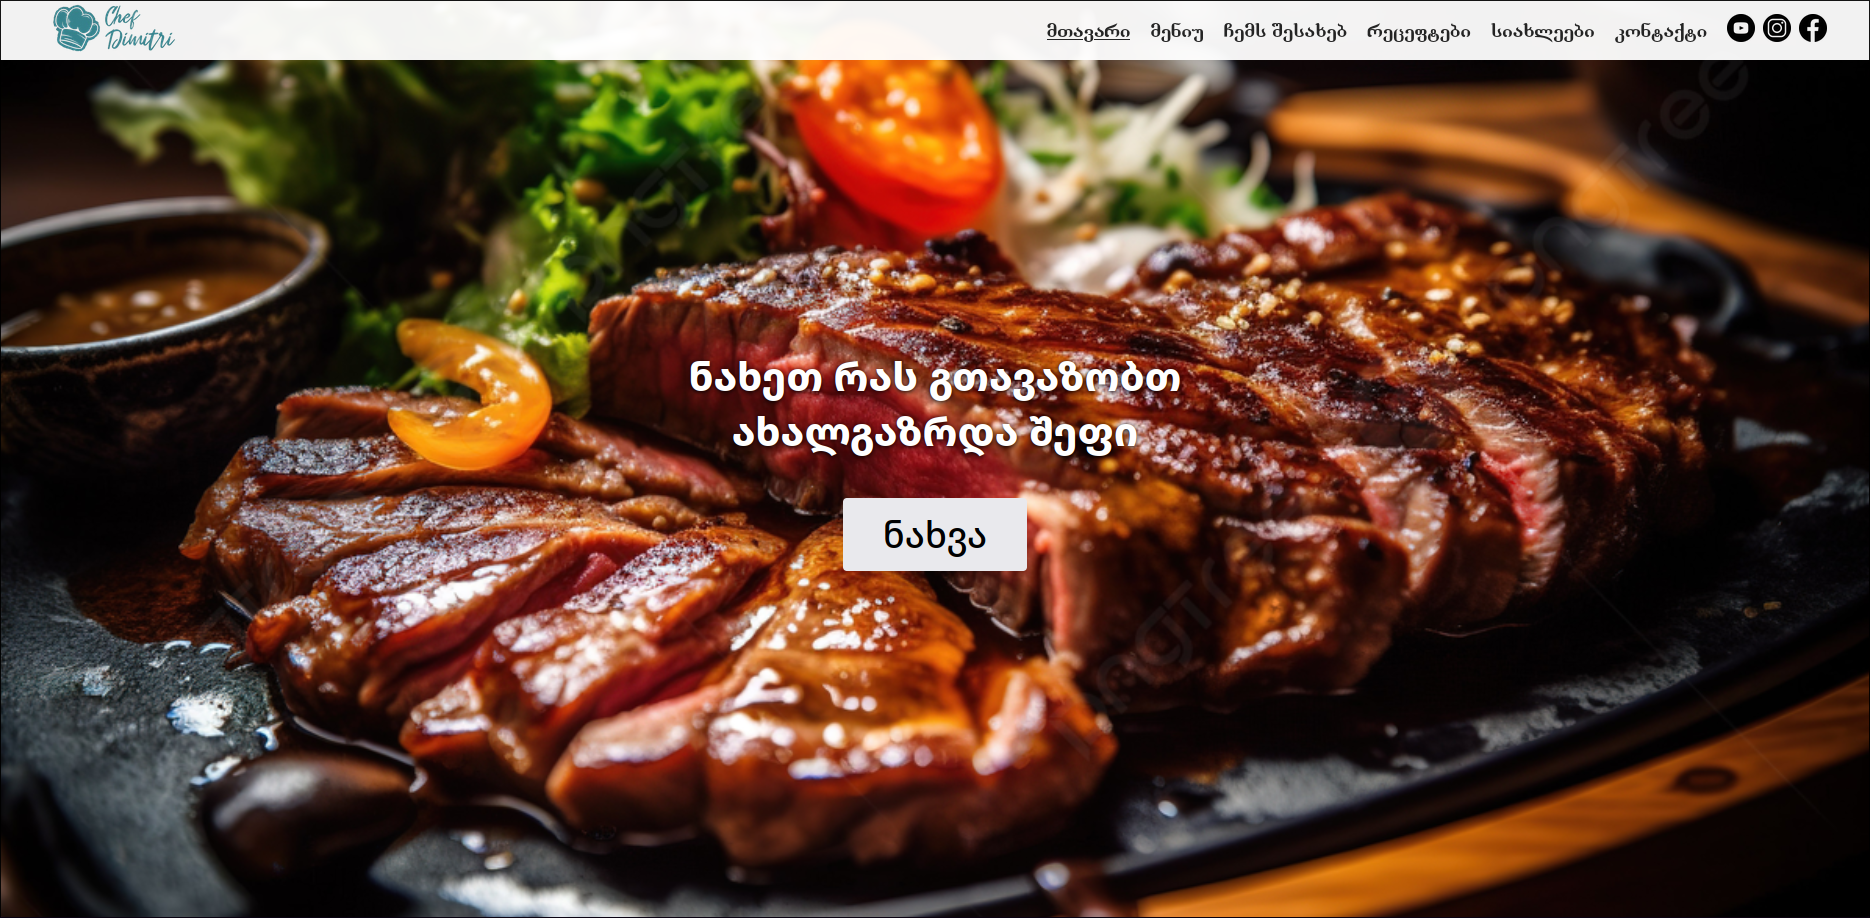 Chef
Dimitri
მთავარი მენიუ ჩემს შესახებ რეცეფტები სიახლეები კონტაქტი
ნახეთ რას გთავაზობთ
ახალგაზრდა შეფი
ნახვა